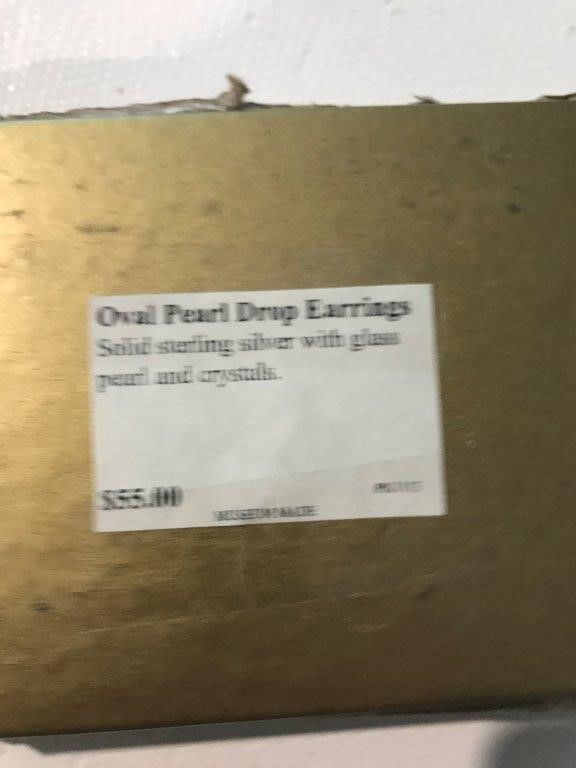 Oval Pearl Drop Earrings
Solid sterling silver with glass
pearl and crystals.
$55.00